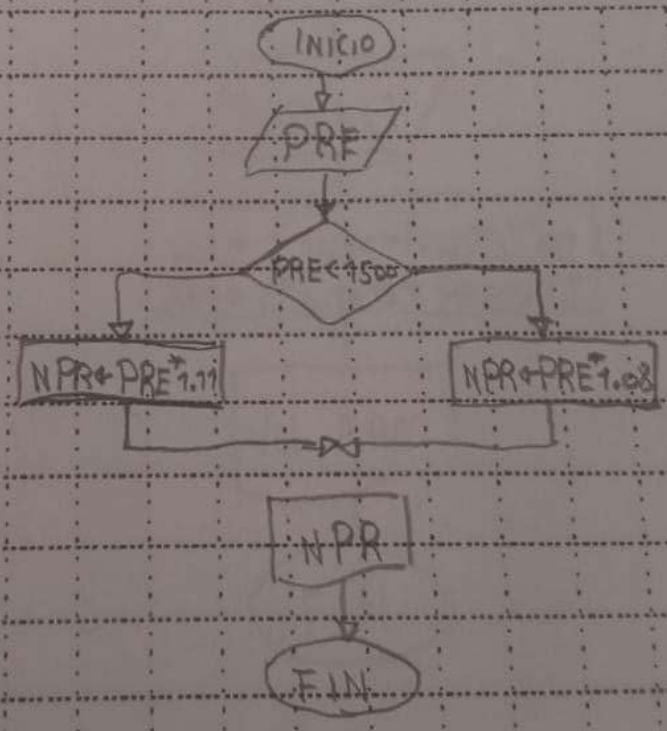 INICIO
PRE
PRE<1500
NPR←PRE*1.11
NPR←PRE*1.08
NPR
FIN